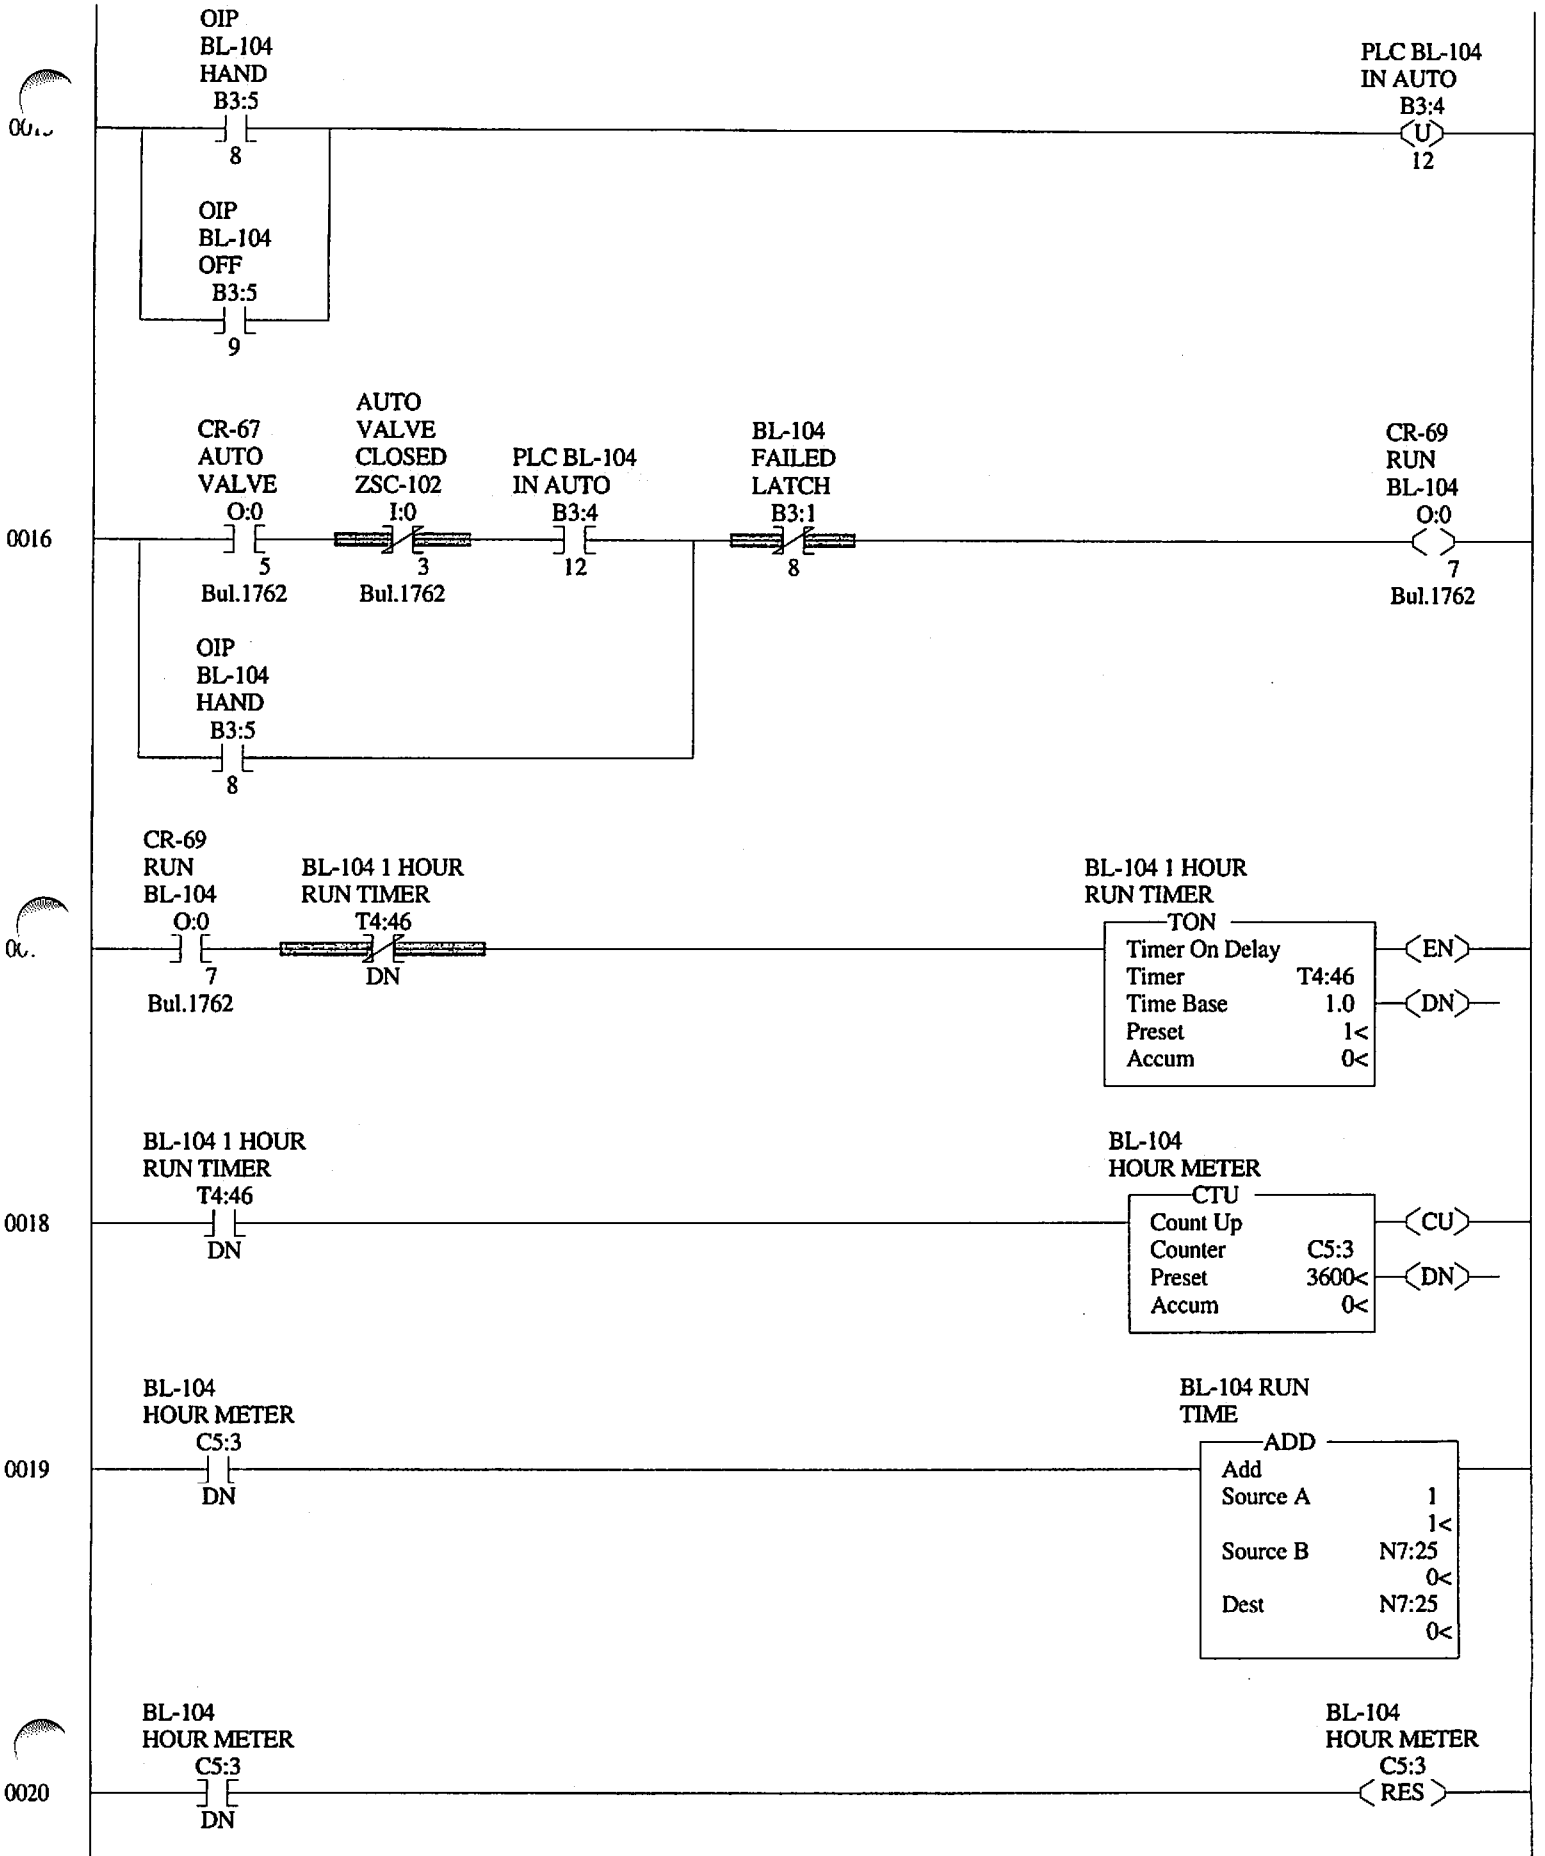 OIP
BL-104
HAND
B3:5
8
PLC BL-104
IN AUTO
B3:4
U
12
OIP
BL-104
OFF
B3:5
9
0016
CR-67
AUTO
VALVE
O:0
5
Bul.1762
AUTO
VALVE
CLOSED
ZSC-102
I:0
3
Bul.1762
PLC BL-104
IN AUTO
B3:4
12
BL-104
FAILED
LATCH
B3:1
8
CR-69
RUN
BL-104
O:0
7
Bul.1762
OIP
BL-104
HAND
B3:5
8
CR-69
RUN
BL-104
O:0
7
Bul.1762
BL-104 1 HOUR
RUN TIMER
T4:46
DN
BL-104 1 HOUR
RUN TIMER
TON
Timer On Delay
Timer T4:46
Time Base 1.0
Preset 1<
Accum 0<
EN
DN
0018
BL-104 1 HOUR
RUN TIMER
T4:46
DN
BL-104
HOUR METER
CTU
Count Up
Counter C5:3
Preset 3600<
Accum 0<
CU
DN
0019
BL-104
HOUR METER
C5:3
DN
BL-104 RUN
TIME
ADD
Add
Source A 1
1<
Source B N7:25
0<
Dest N7:25
0<
0020
BL-104
HOUR METER
C5:3
DN
BL-104
HOUR METER
C5:3
RES